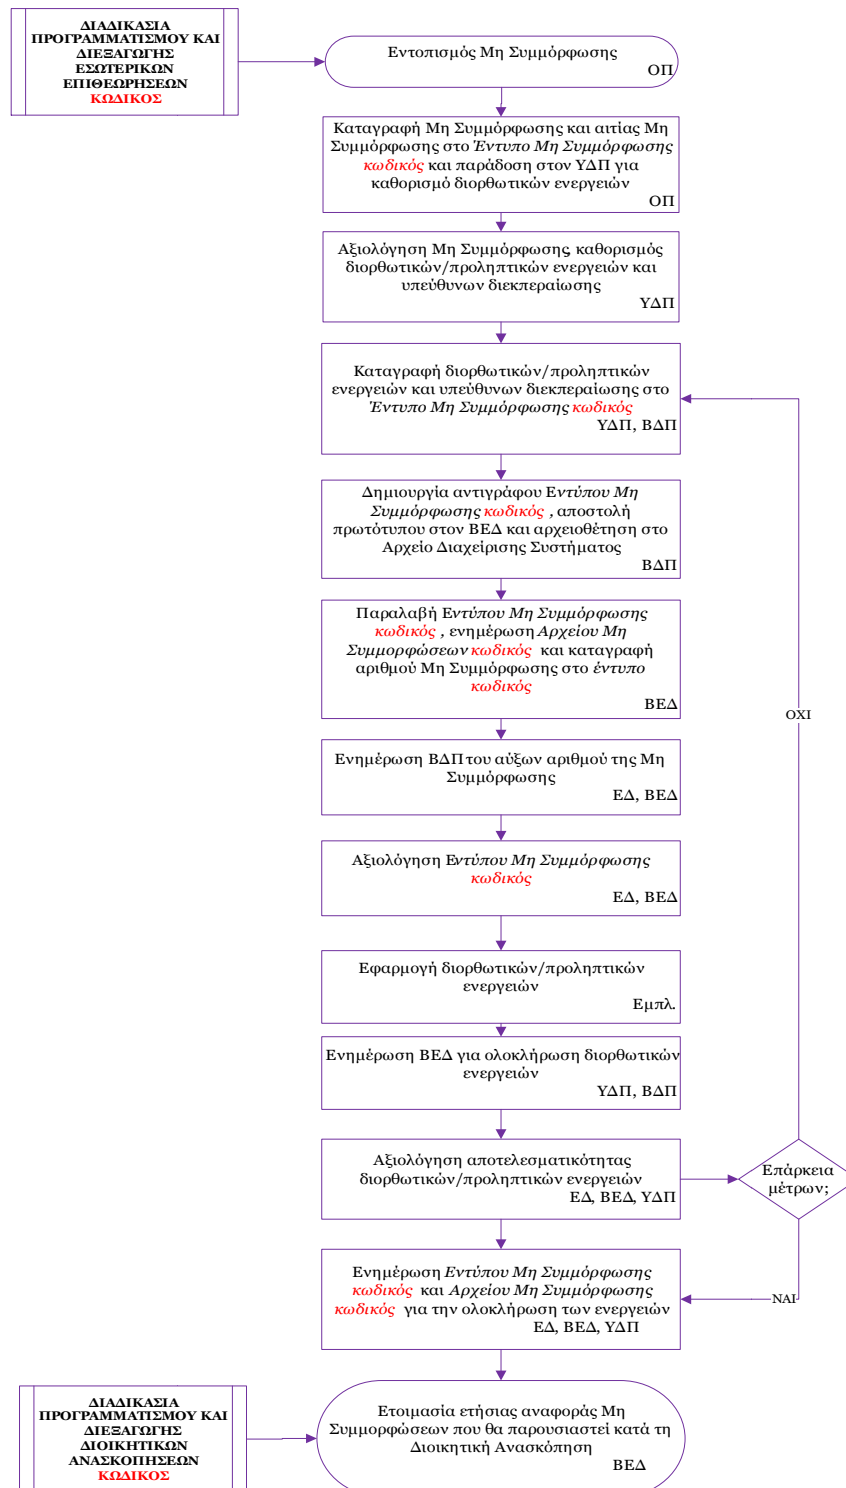 ΔΙΑΔΙΚΑΣΙΑ
ΠΡΟΓΡΑΜΜΑΤΙΣΜΟΥ ΚΑΙ
ΔΙΕΞΑΓΩΓΗΣ
ΕΣΩΤΕΡΙΚΩΝ
ΕΠΙΘΕΩΡΗΣΕΩΝ
ΚΩΔΙΚΟΣ
Εντοπισμός Μη Συμμόρφωσης
ΟΠ
Καταγραφή Μη Συμμόρφωσης και αιτίας Μη
Συμμόρφωσης στο Έντυπο Μη Συμμόρφωσης
κωδικός και παράδοση στον ΥΔΠ για
καθορισμό διορθωτικών ενεργειών
ΟΠ
Αξιολόγηση Μη Συμμόρφωσης, καθορισμός
διορθωτικών/προληπτικών ενεργειών και
υπεύθυνων διεκπεραίωσης
ΥΔΠ
Καταγραφή διορθωτικών/προληπτικών
ενεργειών και υπεύθυνων διεκπεραίωσης στο
Έντυπο Μη Συμμόρφωσης κωδικός
ΥΔΠ, ΒΔΠ
Δημιουργία αντιγράφου Εντύπου Μη
Συμμόρφωσης κωδικός , αποστολή
πρωτότυπου στον ΒΕΔ και αρχειοθέτηση στο
Αρχείο Διαχείρισης Συστήματος
ΒΔΠ
Παραλαβή Εντύπου Μη Συμμόρφωσης
κωδικός , ενημέρωση Αρχείου Μη
Συμμορφώσεων κωδικός και καταγραφή
αριθμού Μη Συμμόρφωσης στο έντυπο
κωδικός
ΒΕΔ
ΟΧΙ
Ενημέρωση ΒΔΠ του αύξων αριθμού της Μη
Συμμόρφωσης
ΕΔ, ΒΕΔ
Αξιολόγηση Εντύπου Μη Συμμόρφωσης
κωδικός
ΕΔ, ΒΕΔ
Εφαρμογή διορθωτικών/προληπτικών
ενεργειών
Εμπλ.
Ενημέρωση ΒΕΔ για ολοκλήρωση διορθωτικών
ενεργειών
ΥΔΠ, ΒΔΠ
Αξιολόγηση αποτελεσματικότητας
διορθωτικών/προληπτικών ενεργειών
ΕΔ, ΒΕΔ, ΥΔΠ
Επάρκεια
μέτρων;
Ενημέρωση Εντύπου Μη Συμμόρφωσης
κωδικός και Αρχείου Μη Συμμόρφωσης
κωδικός για την ολοκλήρωση των ενεργειών
ΕΔ, ΒΕΔ, ΥΔΠ
ΝΑΙ
ΔΙΑΔΙΚΑΣΙΑ
ΠΡΟΓΡΑΜΜΑΤΙΣΜΟΥ ΚΑΙ
ΔΙΕΞΑΓΩΓΗΣ
ΔΙΟΙΚΗΤΙΚΩΝ
ΑΝΑΣΚΟΠΗΣΕΩΝ
ΚΩΔΙΚΟΣ
Ετοιμασία ετήσιας αναφοράς Μη
Συμμορφώσεων που θα παρουσιαστεί κατά τη
Διοικητική Ανασκόπηση
ΒΕΔ